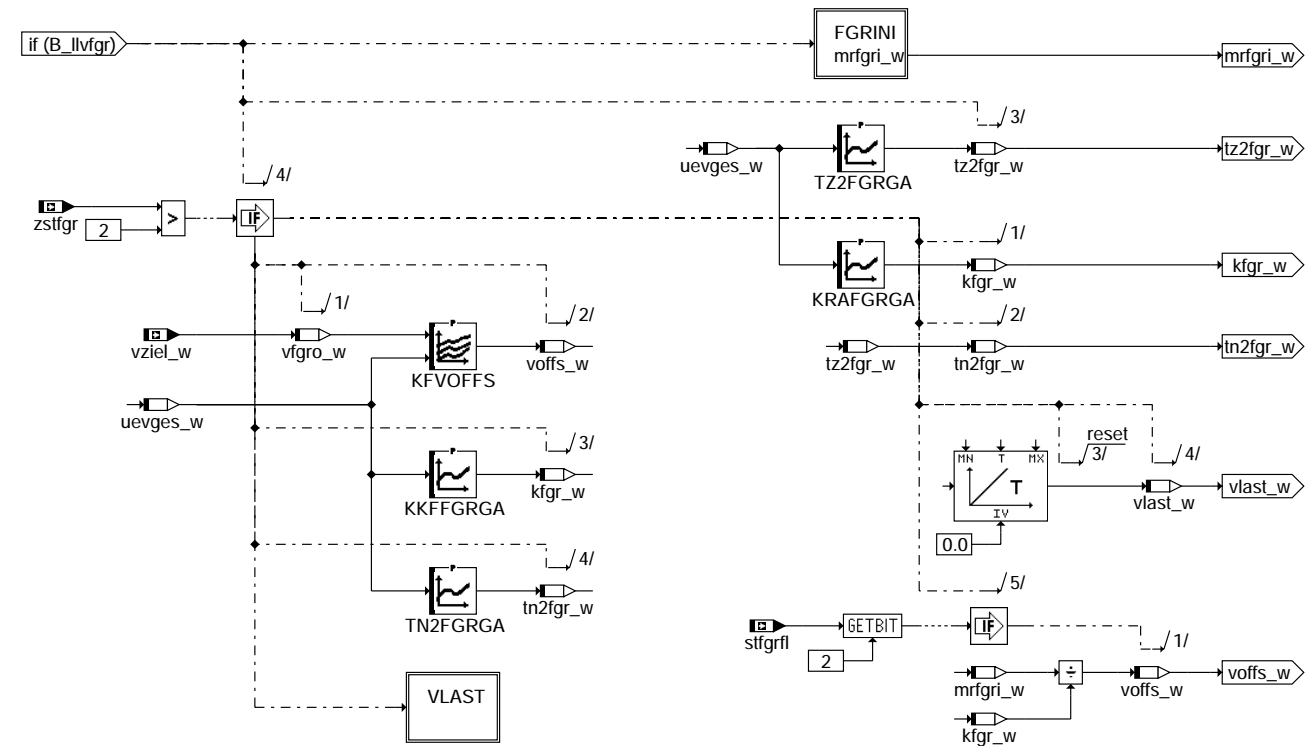 if (B_llvfgr)
FGRINI
mrfgri_w
mrfgri_w
/3/
uevges_w
P
TZ2FGRGA
tz2fgr_w
tz2fgr_w
/4/
zstfgr
2
>
IF
/1/
P
KRAFGRGA
kfgr_w
kfgr_w
/1/
/2/
/2/
vziel_w
vfgro_w
P
KFVOFFS
voffs_w
tz2fgr_w
tn2fgr_w
tn2fgr_w
uevges_w
/3/
P
KKFFGRGA
kfgr_w
reset
3/
/4/
MN
T
MX
T
IV
0.0
vlast_w
vlast_w
/4/
P
TN2FGRGA
tn2fgr_w
/5/
stfgrfl
GETBIT
2
IF
/1/
VLAST
mrfgri_w
÷
voffs_w
voffs_w
kfgr_w